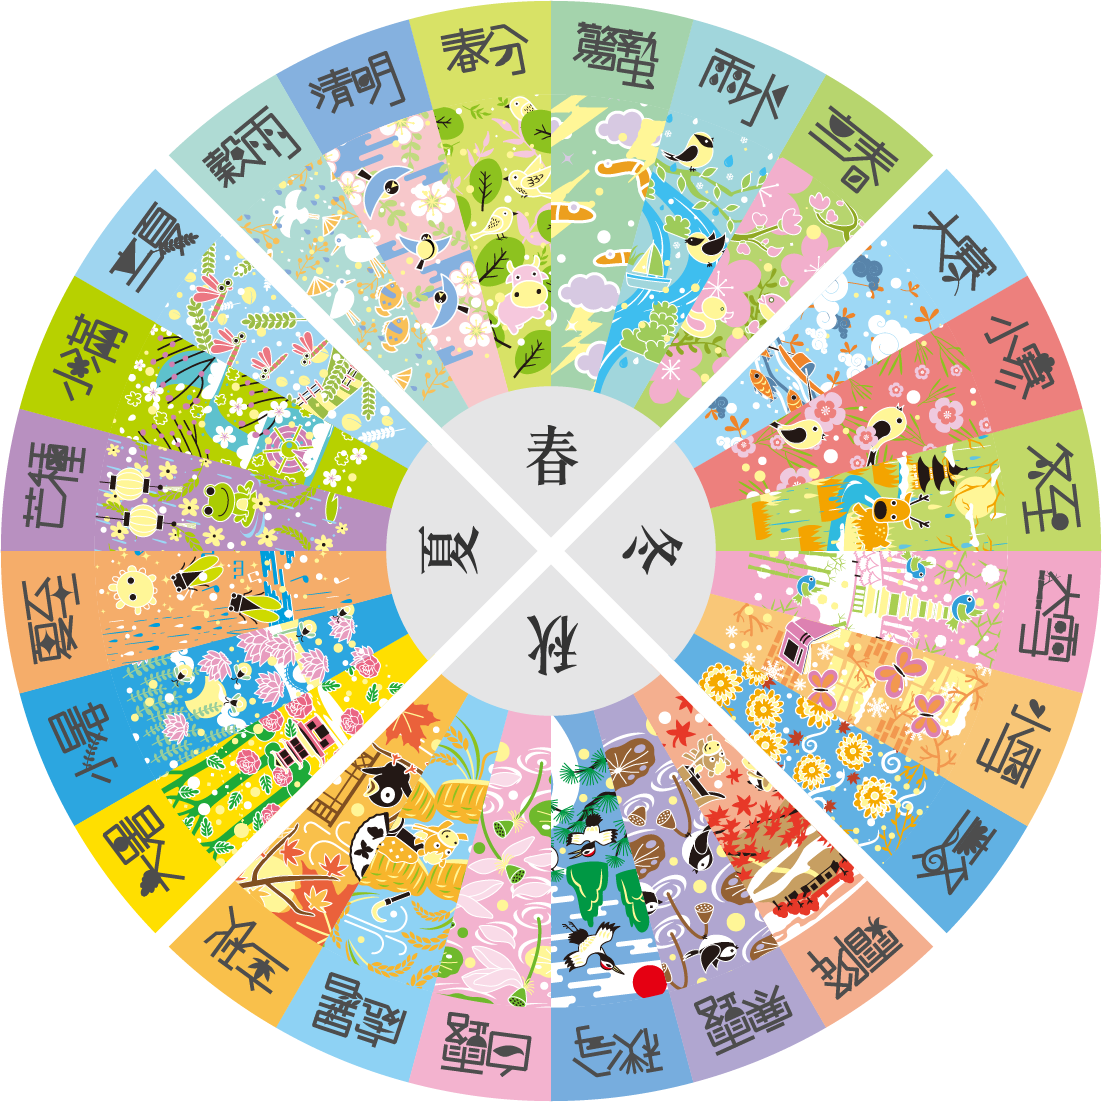 立春
雨水
驚蟄
春分
清明
穀雨
立夏
小滿
芒種
夏至
小暑
大暑
立秋
處暑
白露
秋分
寒露
霜降
立冬
小雪
大雪
冬至
小寒
大寒
春
夏
秋
冬